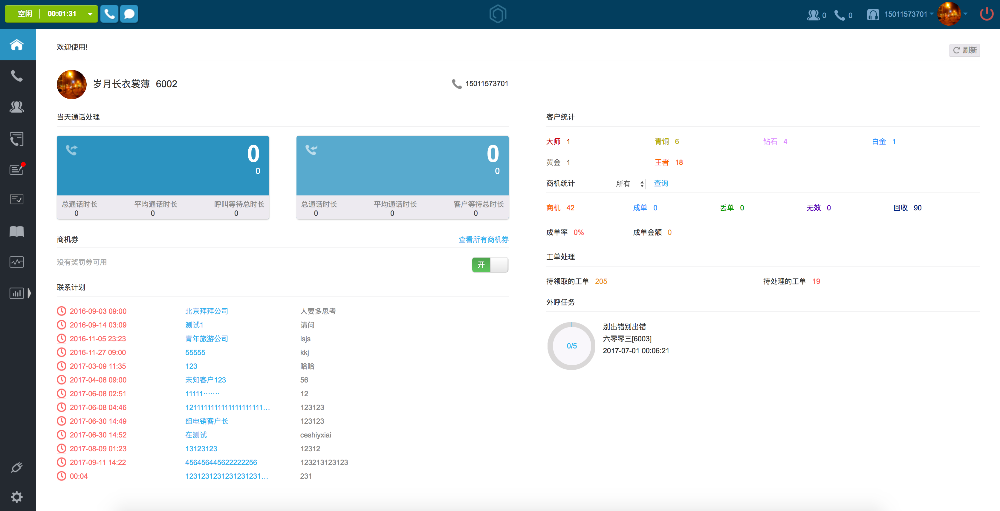 空闲 00:01:31
0 0 15011573701
欢迎使用!
刷新
岁月长衣裳薄 6002
15011573701
当天通话处理
0
0
总通话时长 平均通话时长 呼叫等待总时长
0 0 0
0
0
总通话时长 平均通话时长 客户等待总时长
0 0 0
商机券 查看所有商机券
没有奖罚券可用 开
联系计划
2016-09-03 09:00 北京拜拜公司 人要多思考
2016-09-14 03:09 测试1 请问
2016-11-05 23:23 青年旅游公司 isjs
2016-11-27 09:00 55555 kkj
2017-03-09 11:35 123 哈哈
2017-04-08 09:00 未知客户123 56
2017-06-08 02:51 11111······· 12
2017-06-08 04:46 1211111111111111111111... 123123
2017-06-30 14:49 组电销客户长 123123
2017-06-30 14:52 在测试 ceshiyxiai
2017-08-09 01:23 13123123 12312
2017-09-11 14:22 456456445622222256 123213123123
00:04 1231231231231231231... 231
客户统计
大师 1 青铜 6 钻石 4 白金 1
黄金 1 王者 18
商机统计 所有 查询
商机 42 成单 0 丢单 0 无效 0 回收 90
成单率 0% 成单金额 0
工单处理
待领取的工单 205 待处理的工单 19
外呼任务
0/5
别出错别出错
六零零三[6003]
2017-07-01 00:06:21